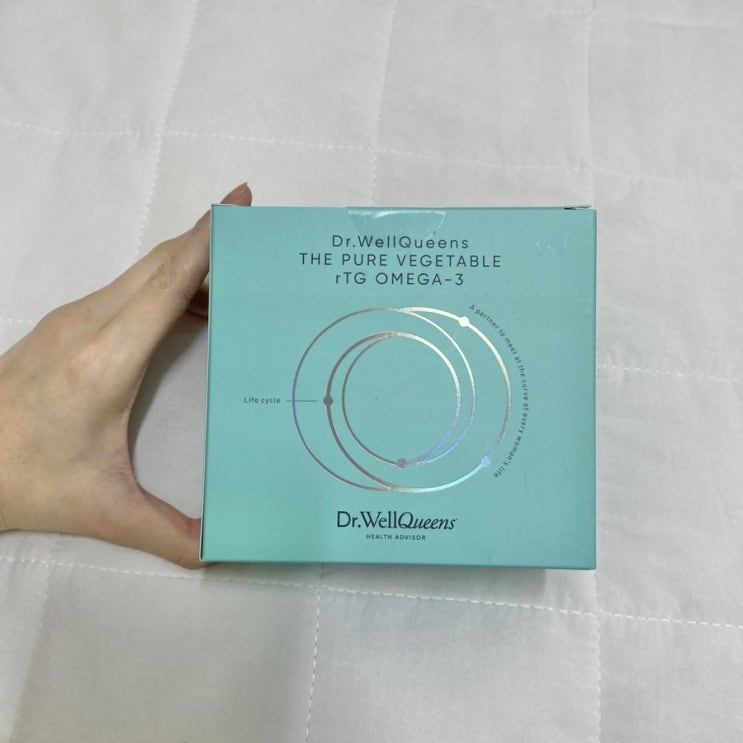 Dr.WellQueens
THE PURE VEGETABLE
rTG OMEGA-3
A partner to meet at the curve of every woman's life
Life cycle
Dr.WellQueens
HEALTH ADVISOR